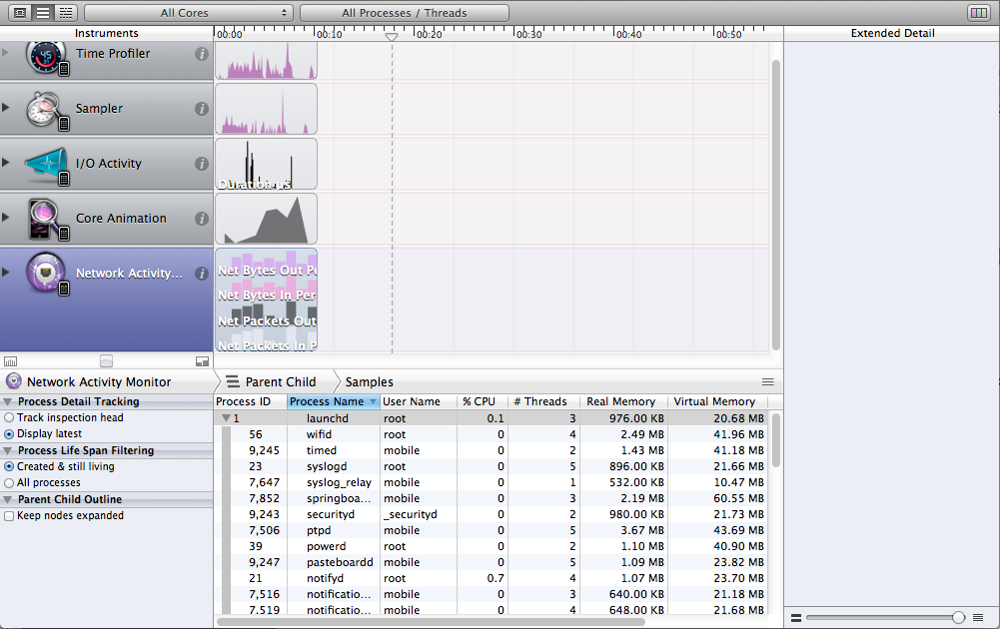 All Cores
All Processes / Threads
Instruments
00:00 00:10 00:20 00:30 00:40 00:50
Extended Detail
Time Profiler
Sampler
I/O Activity
Duration-µs
Core Animation
Network Activity...
Net Bytes Out Pe
Net Bytes In Per
Net Packets Out
Net Packets In P
Network Activity Monitor
Parent Child
Samples
Process Detail Tracking
Track inspection head
Display latest
Process Life Span Filtering
Created & still living
All processes
Parent Child Outline
Keep nodes expanded
Process ID Process Name User Name % CPU # Threads Real Memory Virtual Memory
1 launchd root 0.1 3 976.00 KB 20.68 MB
56 wifid root 0 4 2.49 MB 41.96 MB
9,245 timed mobile 0 2 1.43 MB 41.18 MB
23 syslogd root 0 5 896.00 KB 21.66 MB
7,647 syslog_relay mobile 0 1 532.00 KB 10.47 MB
7,852 springboa... mobile 0 3 2.19 MB 60.55 MB
9,243 securityd _securityd 0 2 980.00 KB 21.73 MB
7,506 ptpd mobile 0 5 3.67 MB 43.69 MB
39 powerd root 0 2 1.10 MB 40.90 MB
9,247 pasteboardd mobile 0 5 1.09 MB 23.82 MB
21 notifyd root 0.7 4 1.07 MB 23.70 MB
7,516 notificatio... mobile 0 3 640.00 KB 21.18 MB
7,519 notificatio... mobile 0 4 648.00 KB 21.68 MB